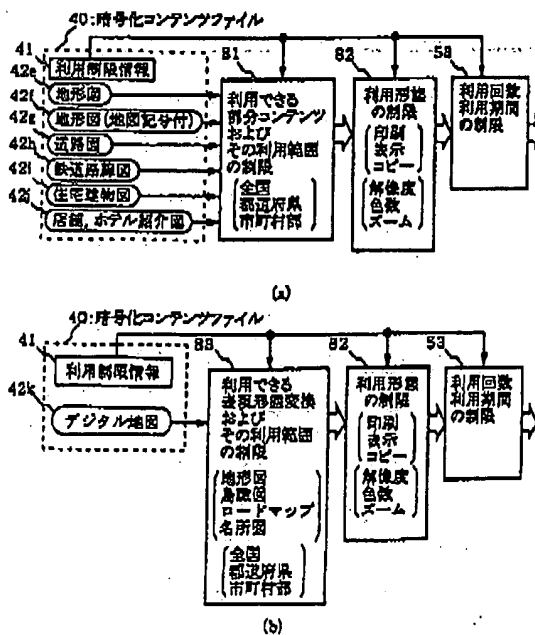 40:暗号化コンテンツファイル
41
利用制限情報
42e
地形図
42f
地形図(地図記号付)
42g
道路図
42h
鉄道路線図
42i
住宅建物図
42j
店舗,ホテル紹介図
81
利用できる
部分コンテンツ
および
その利用範囲
の制限
全国
都道府県
市町村部
82
利用形態
の制限
印刷
表示
コピー
解像度
色数
ズーム
53
利用回数
利用期間
の制限
(a)
40:暗号化コンテンツファイル
41
利用制限情報
42k
デジタル地図
83
利用できる
表現形態変換
および
その利用範囲
の制限
地形図
鳥瞰図
ロードマップ
名所図
全国
都道府県
市町村部
82
利用形態
の制限
印刷
表示
コピー
解像度
色数
ズーム
53
利用回数
利用期間
の制限
(b)